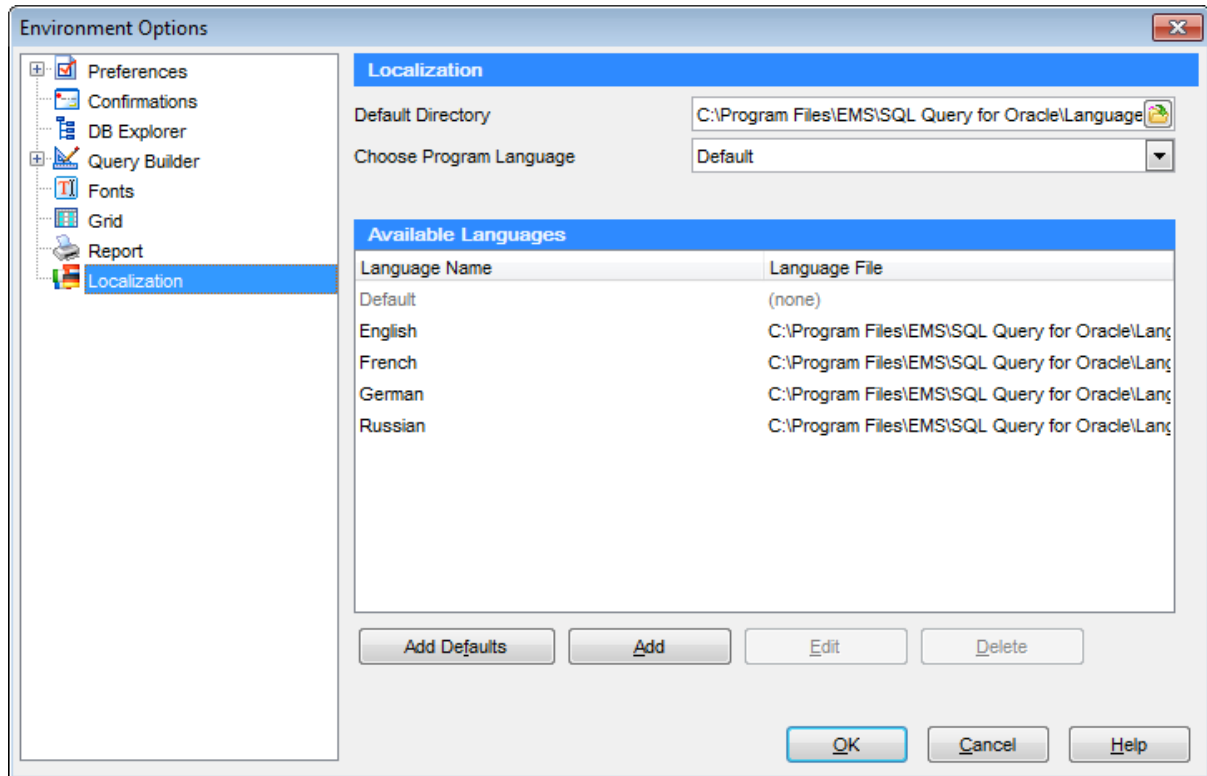 Environment Options
Preferences
Confirmations
DB Explorer
Query Builder
Fonts
Grid
Report
Localization
Localization
Default Directory C:\Program Files\EMS\SQL Query for Oracle\Language
Choose Program Language Default
Available Languages
Language Name Language File
Default (none)
English C:\Program Files\EMS\SQL Query for Oracle\Lang
French C:\Program Files\EMS\SQL Query for Oracle\Lang
German C:\Program Files\EMS\SQL Query for Oracle\Lang
Russian C:\Program Files\EMS\SQL Query for Oracle\Lang
Add Defaults Add Edit Delete
OK Cancel Help